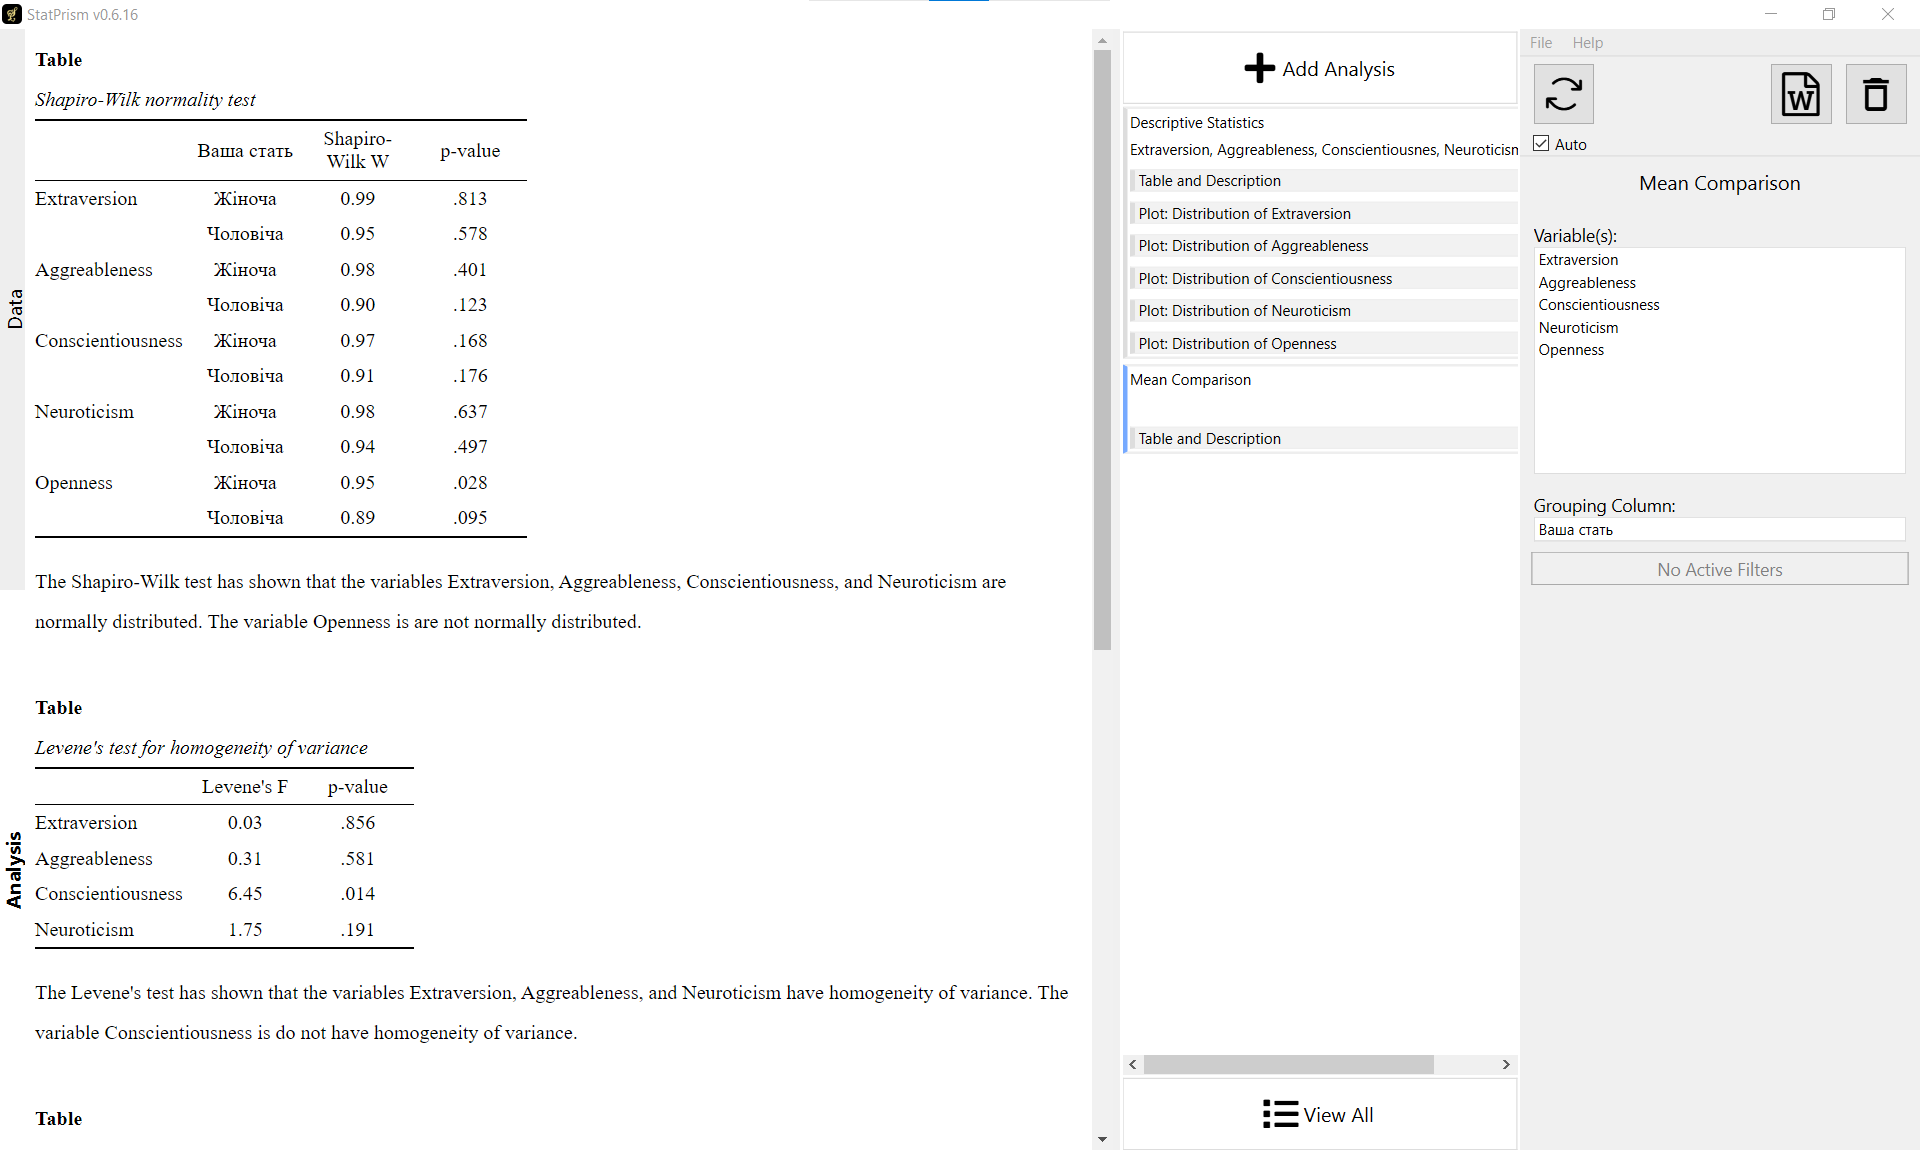 StatPrism v0.6.16
Data
Analysis
Table
Shapiro-Wilk normality test
Ваша стать Shapiro-Wilk W p-value
Extraversion Жіноча 0.99 .813
Чоловіча 0.95 .578
Aggreableness Жіноча 0.98 .401
Чоловіча 0.90 .123
Conscientiousness Жіноча 0.97 .168
Чоловіча 0.91 .176
Neuroticism Жіноча 0.98 .637
Чоловіча 0.94 .497
Openness Жіноча 0.95 .028
Чоловіча 0.89 .095
The Shapiro-Wilk test has shown that the variables Extraversion, Aggreableness, Conscientiousness, and Neuroticism are
normally distributed. The variable Openness is are not normally distributed.
Table
Levene's test for homogeneity of variance
Levene's F p-value
Extraversion 0.03 .856
Aggreableness 0.31 .581
Conscientiousness 6.45 .014
Neuroticism 1.75 .191
The Levene's test has shown that the variables Extraversion, Aggreableness, and Neuroticism have homogeneity of variance. The
variable Conscientiousness is do not have homogeneity of variance.
Table
Add Analysis
Descriptive Statistics
Extraversion, Aggreableness, Conscientiousnes, Neuroticism
Table and Description
Plot: Distribution of Extraversion
Plot: Distribution of Aggreableness
Plot: Distribution of Conscientiousness
Plot: Distribution of Neuroticism
Plot: Distribution of Openness
Mean Comparison
Table and Description
View All
File Help
W
Auto
Mean Comparison
Variable(s):
Extraversion
Aggreableness
Conscientiousness
Neuroticism
Openness
Grouping Column:
Ваша стать
No Active Filters